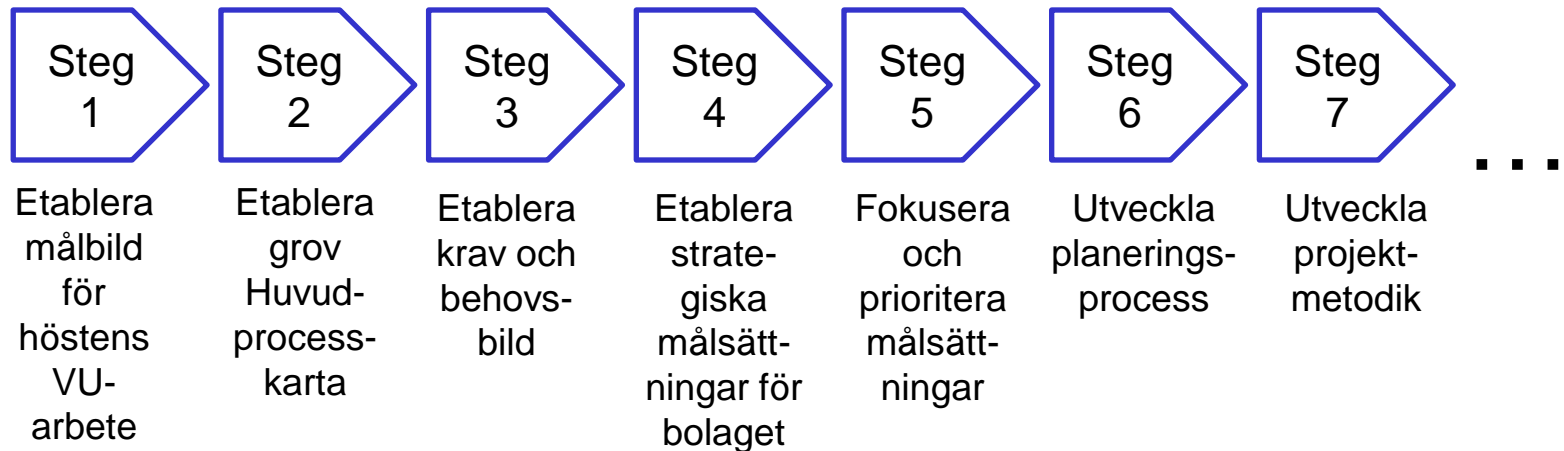 Steg
1
Steg
2
Steg
3
Steg
4
Steg
5
Steg
6
Steg
7
...
Etablera
målbild
för
höstens
VU-
arbete
Etablera
grov
Huvud-
process-
karta
Etablera
krav och
behovs-
bild
Etablera
strate-
giska
målsätt-
ningar för
bolaget
Fokusera
och
prioritera
målsätt-
ningar
Utveckla
planerings-
process
Utveckla
projekt-
metodik